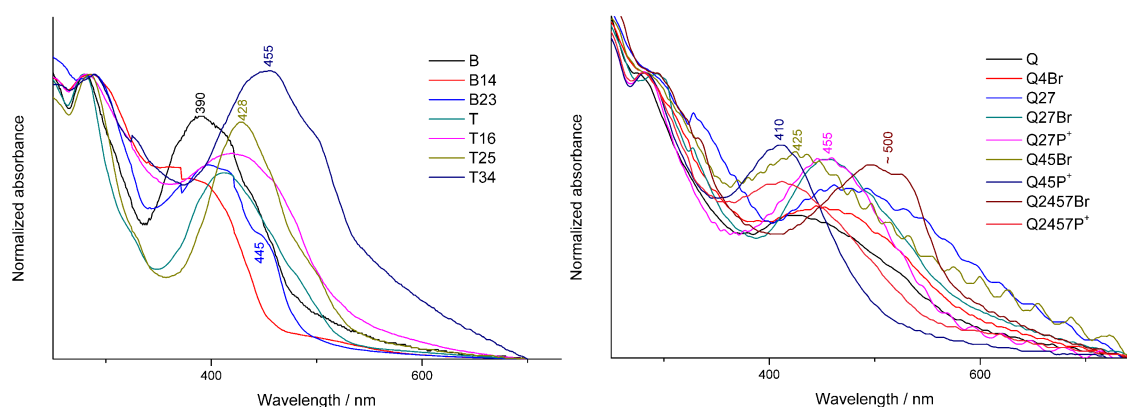 Normalized absorbance
455
390
428
445
B
B14
B23
T
T16
T25
T34
400
600
Wavelength / nm
Normalized absorbance
410
425
455
~ 500
Q
Q4Br
Q27
Q27Br
Q27P⁺
Q45Br
Q45P⁺
Q2457Br
Q2457P⁺
400
600
Wavelength / nm